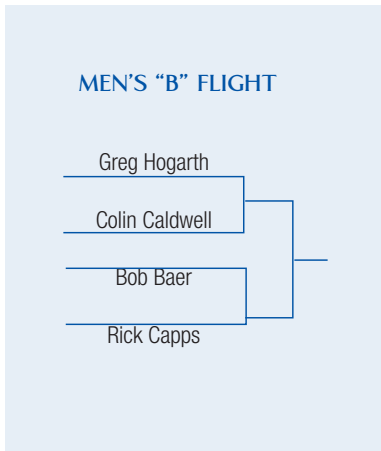 MEN’S “B” FLIGHT
Greg Hogarth
Colin Caldwell
Bob Baer
Rick Capps